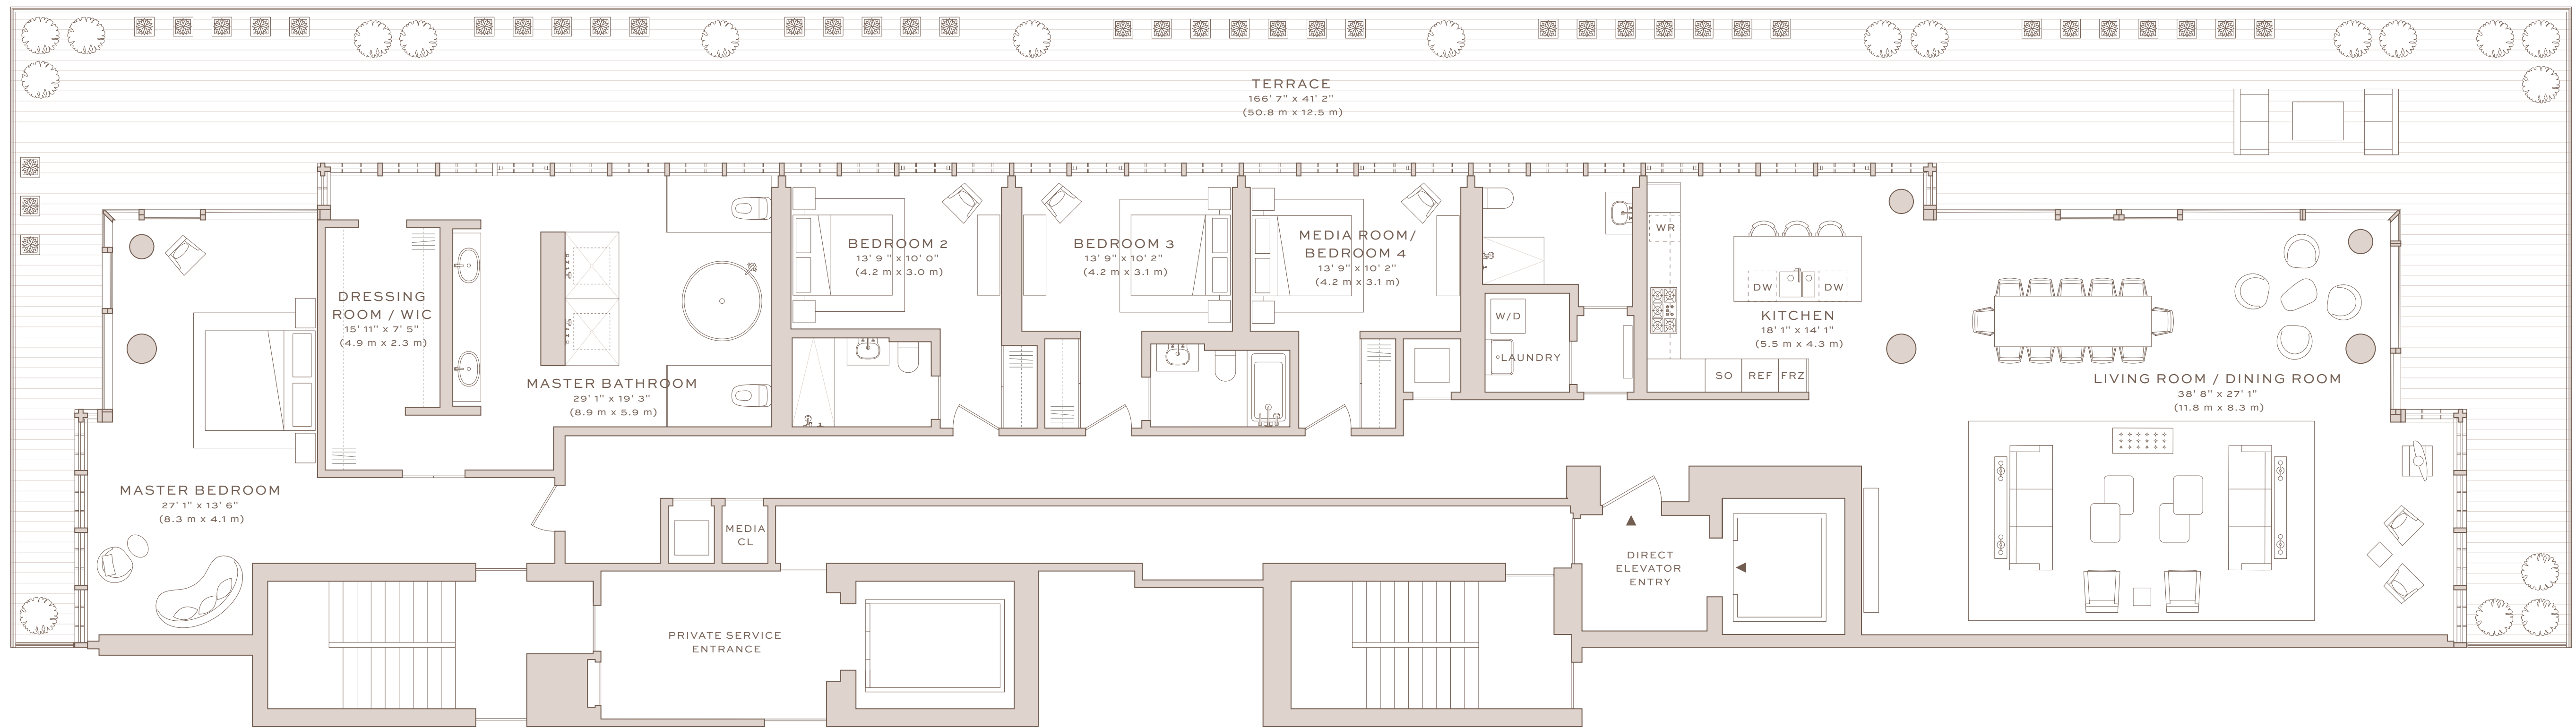 TERRACE
166' 7" x 41' 2"
(50.8 m x 12.5 m)
BEDROOM 2
13' 9 " x 10' 0"
(4.2 m x 3.0 m)
BEDROOM 3
13' 9" x 10' 2"
(4.2 m x 3.1 m)
MEDIA ROOM/
BEDROOM 4
13' 9" x 10' 2"
(4.2 m x 3.1 m)
WR
DW
DW
KITCHEN
18' 1" x 14' 1"
(5.5 m x 4.3 m)
SO
REF
FRZ
W/D
LAUNDRY
DRESSING
ROOM / WIC
15' 11" x 7' 5"
(4.9 m x 2.3 m)
MASTER BATHROOM
29' 1" x 19' 3"
(8.9 m x 5.9 m)
LIVING ROOM / DINING ROOM
38' 8" x 27' 1"
(11.8 m x 8.3 m)
MASTER BEDROOM
27' 1" x 13' 6"
(8.3 m x 4.1 m)
MEDIA
CL
DIRECT
ELEVATOR
ENTRY
PRIVATE SERVICE
ENTRANCE